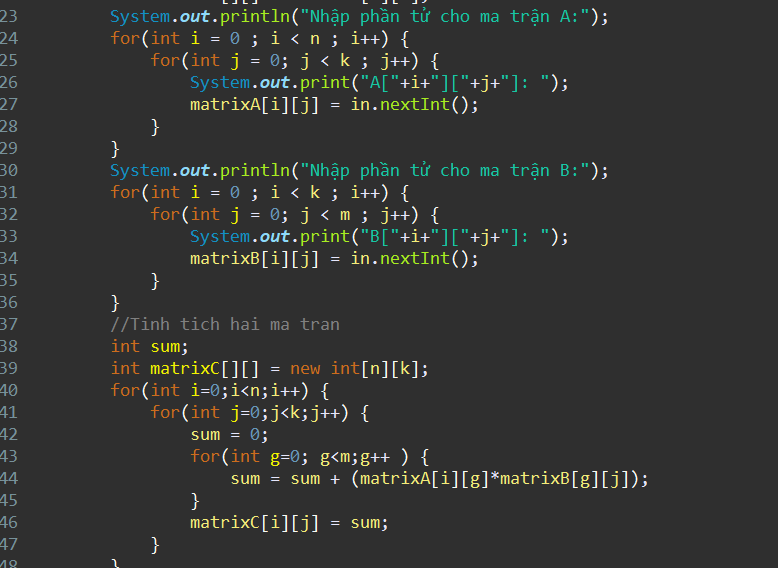 23 System.out.println("Nhập phần tử cho ma trận A:");
24 for(int i = 0 ; i < n ; i++) {
25 for(int j = 0; j < k ; j++) {
26 System.out.print("A["+i+"]["+j+"]: ");
27 matrixA[i][j] = in.nextInt();
28 }
29 }
30 System.out.println("Nhập phần tử cho ma trận B:");
31 for(int i = 0 ; i < k ; i++) {
32 for(int j = 0; j < m ; j++) {
33 System.out.print("B["+i+"]["+j+"]: ");
34 matrixB[i][j] = in.nextInt();
35 }
36 }
37 //Tinh tich hai ma tran
38 int sum;
39 int matrixC[][] = new int[n][k];
40 for(int i=0;i<n;i++) {
41 for(int j=0;j<k;j++) {
42 sum = 0;
43 for(int g=0; g<m;g++ ) {
44 sum = sum + (matrixA[i][g]*matrixB[g][j]);
45 }
46 matrixC[i][j] = sum;
47 }
48 }